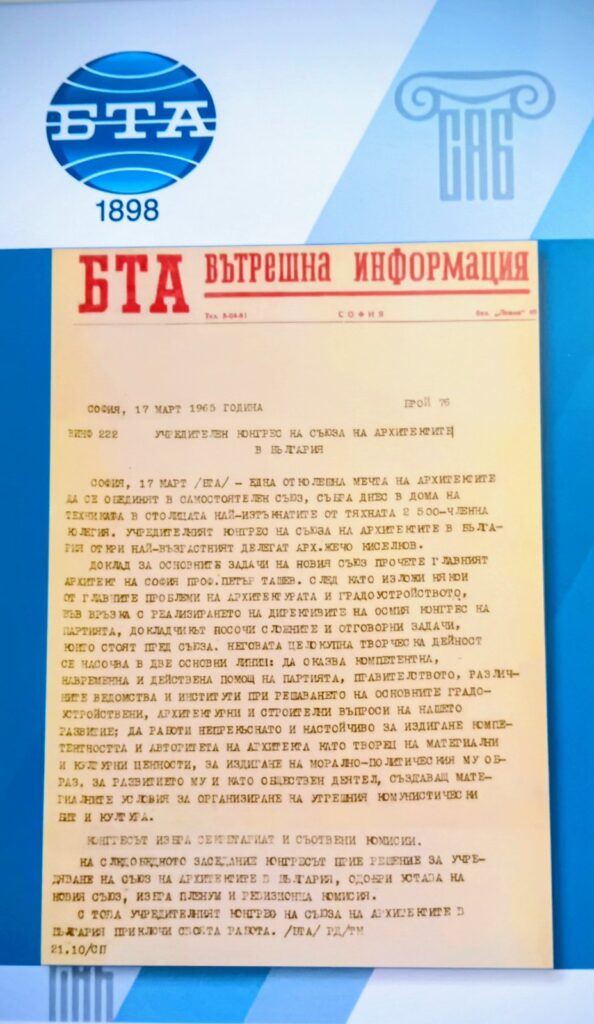 БТА
1898
САБ
БТА ВЪТРЕШНА ИНФОРМАЦИЯ
Тел. 8-04-61 СОФИЯ
СОФИЯ, 17 МАРТ 1965 ГОДИНА БРОЙ 76
ВИНФ 222 УЧРЕДИТЕЛЕН КОНГРЕС НА СЪЮЗА НА АРХИТЕКТИТЕ
В БЪЛГАРИЯ
СОФИЯ, 17 МАРТ /БТА/ - ЕДНА ОТКОЛЕШНА МЕЧТА НА АРХИТЕКТИТЕ
ДА СЕ ОБЕДИНЯТ В САМОСТОЯТЕЛЕН СЪЮЗ, СЪБРА ДНЕС В ДОМА НА
ТЕХНИКАТА В СТОЛИЦАТА НАЙ-ИЗТЪКНАТИТЕ ОТ ТЯХНАТА 2 500-ЧЛЕННА
КОЛЕГИЯ. УЧРЕДИТЕЛНИЯТ КОНГРЕС НА СЪЮЗА НА АРХИТЕКТИТЕ В БЪЛГА-
РИЯ ОТКРИ НАЙ-ВЪЗРАСТНИЯТ ДЕЛЕГАТ АРХ.ЖЕЧО КИСЕЛКОВ.
ДОКЛАД ЗА ОСНОВНИТЕ ЗАДАЧИ НА НОВИЯ СЪЮЗ ПРОЧЕТЕ ГЛАВНИЯТ
АРХИТЕКТ НА СОФИЯ ПРОФ.ПЕТЪР ТАШЕВ. СЛЕД КАТО ИЗЛОЖИ НЯКОИ
ОТ ГЛАВНИТЕ ПРОБЛЕМИ НА АРХИТЕКТУРАТА И ГРАДОУСТРОЙСТВОТО,
ВЪВ ВРЪЗКА С РЕАЛИЗИРАНЕТО НА ДИРЕКТИВИТЕ НА ОСМИЯ КОНГРЕС НА
ПАРТИЯТА, ДОКЛАДЧИКЪТ ПОСОЧИ СЛОЖНИТЕ И ОТГОВОРНИ ЗАДАЧИ,
КОИТО СТОЯТ ПРЕД СЪЮЗА. НЕГОВАТА ЦЕЛОКУПНА ТВОРЧЕСКА ДЕЙНОСТ
СЕ НАСОЧВА В ДВЕ ОСНОВНИ ЛИНИИ: ДА ОКАЗВА КОМПЕТЕНТНА,
НАВРЕМЕННА И ДЕЙСТВЕНА ПОМОЩ НА ПАРТИЯТА, ПРАВИТЕЛСТВОТО, РАЗЛИЧ-
НИТЕ ВЕДОМСТВА И ИНСТИТУТИ ПРИ РЕШАВАНЕТО НА ОСНОВНИТЕ ГРАДО-
УСТРОЙСТВЕНИ, АРХИТЕКТУРНИ И СТРОИТЕЛНИ ВЪПРОСИ НА НАШЕТО
РАЗВИТИЕ; ДА РАБОТИ НЕПРЕКЪСНАТО И НАСТОЙЧИВО ЗА ИЗДИГАНЕ КОМПЕ-
ТЕНТНОСТТА И АВТОРИТЕТА НА АРХИТЕКТА КАТО ТВОРЕЦ НА МАТЕРИАЛНИ
И КУЛТУРНИ ЦЕННОСТИ, ЗА ИЗДИГАНЕ НА МОРАЛНО-ПОЛИТИЧЕСКИЯ МУ ОБ-
РАЗ, ЗА РАЗВИТИЕТО МУ И КАТО ОБЩЕСТВЕН ДЕЯТЕЛ, СЪЗДАВАЩ МАТЕ-
РИАЛНИТЕ УСЛОВИЯ ЗА ОРГАНИЗИРАНЕ НА УТРЕШНИЯ КОМУНИСТИЧЕСКИ
БИТ И КУЛТУРА.
КОНГРЕСЪТ ИЗБРА СЕКРЕТАРИАТ И СЪОТВЕТНИ КОМИСИИ.
НА СЛЕДОБЕДНОТО ЗАСЕДАНИЕ КОНГРЕСЪТ ПРИЕ РЕШЕНИЕ ЗА УЧРЕ-
ДЯВАНЕ НА СЪЮЗ НА АРХИТЕКТИТЕ В БЪЛГАРИЯ, ОДОБРИ УСТАВА НА
НОВИЯ СЪЮЗ, ИЗБРА ПЛЕНУМ И РЕВИЗИОННА КОМИСИЯ.
С ТОВА УЧРЕДИТЕЛНИЯТ КОНГРЕС НА СЪЮЗА НА АРХИТЕКТИТЕ В
БЪЛГАРИЯ ПРИКЛЮЧИ СВОЯТА РАБОТА. /БТА/ РД/ТМ
21.10/СП